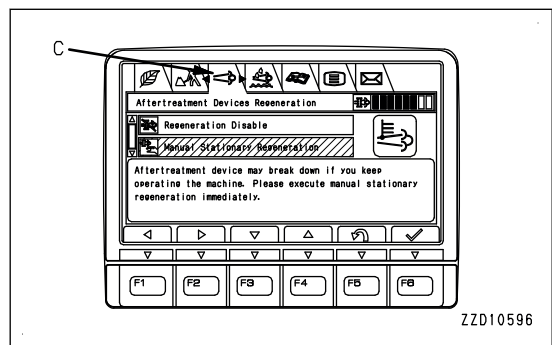 C
Aftertreatment Devices Regeneration
Regeneration Disable
Manual Stationary Regeneration
Aftertreatment device may break down if you keep
operating the machine. Please execute manual stationary
regeneration immediately.
F1 F2 F3 F4 F5 F6
ZZD10596